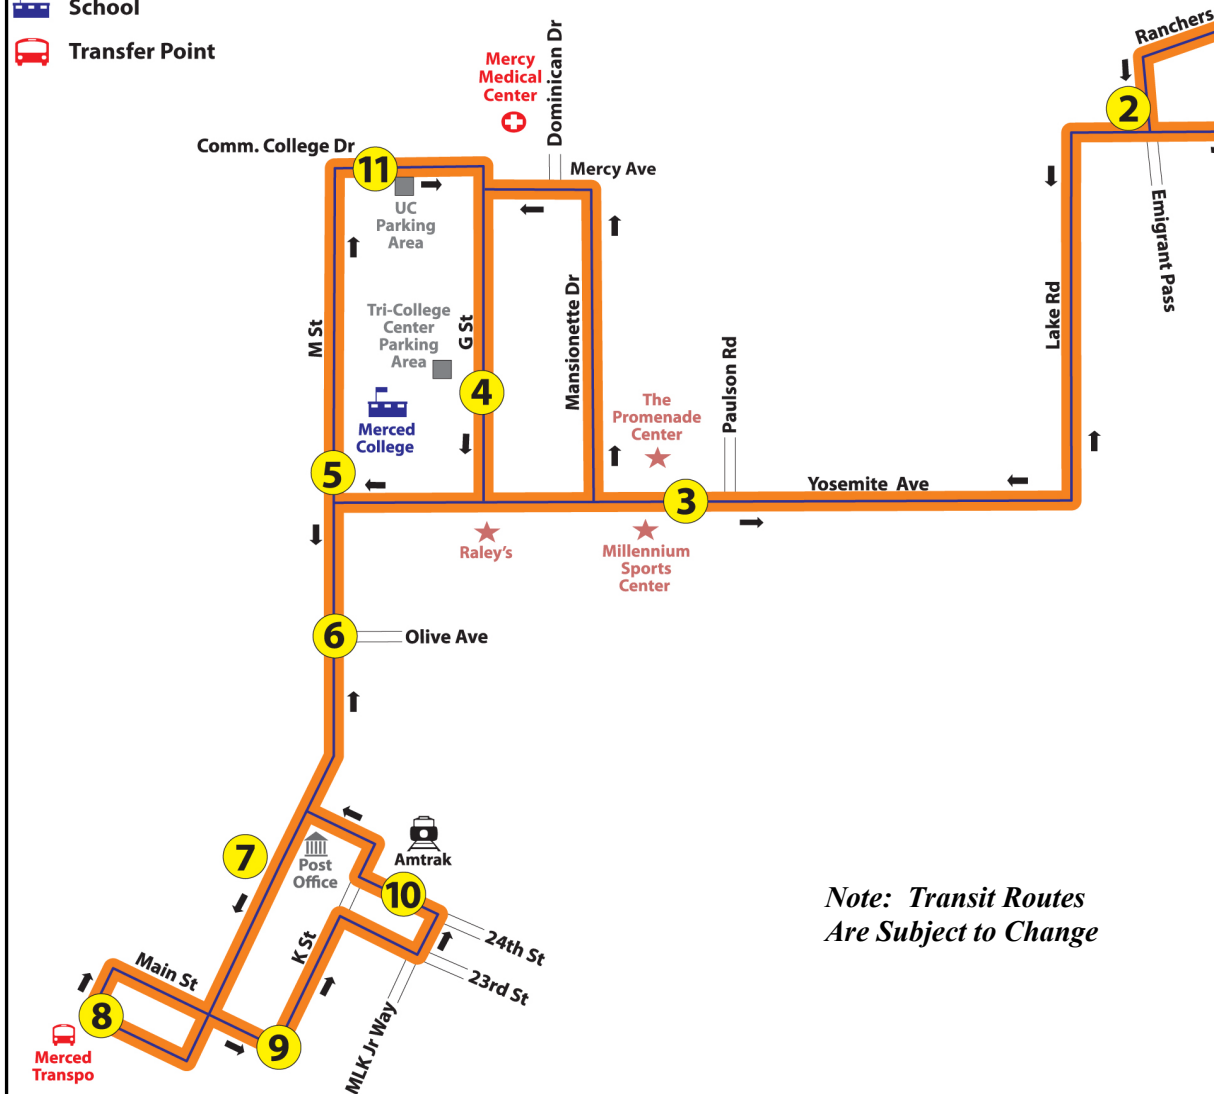 School
Transfer Point
Ranchers
2
Mercy
Medical
Center
Dominican Dr
Comm. College Dr
11
Mercy Ave
UC
Parking
Area
Emigrant Pass
Tri-College
Center
Parking
Area
M St
G St
Mansionette Dr
Lake Rd
Paulson Rd
4
The
Promenade
Center
Merced
College
5
3
Yosemite Ave
Raley's
Millennium
Sports
Center
6
Olive Ave
7
Post
Office
Amtrak
10
Note: Transit Routes
Are Subject to Change
24th St
23rd St
K St
Main St
8
9
MLK Jr Way
Merced
Transpo